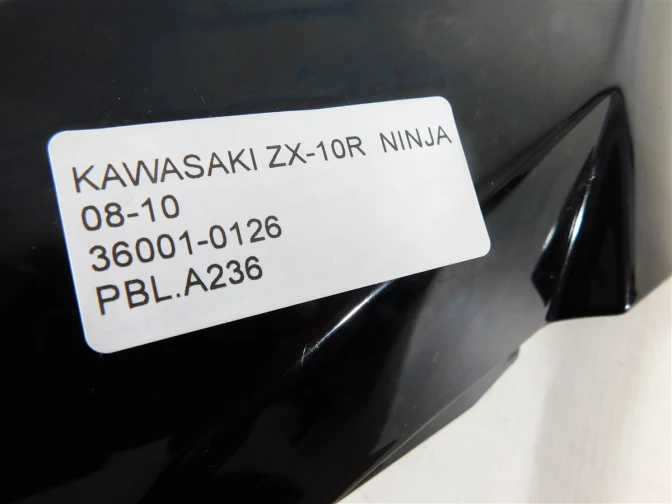 KAWASAKI ZX-10R NINJA
08-10
36001-0126
PBL.A236